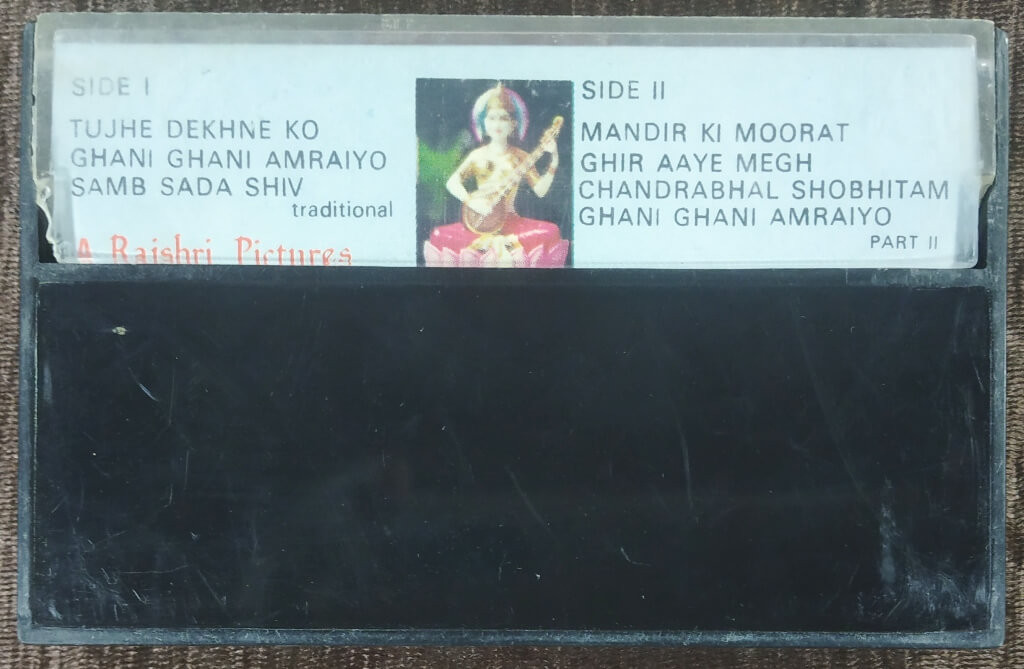 SIDE I
TUJHE DEKHNE KO
GHANI GHANI AMRAIYO
SAMB SADA SHIV
traditional
A Rajshri Pictures
SIDE II
MANDIR KI MOORAT
GHIR AAYE MEGH
CHANDRABHAL SHOBHITAM
GHANI GHANI AMRAIYO
PART II